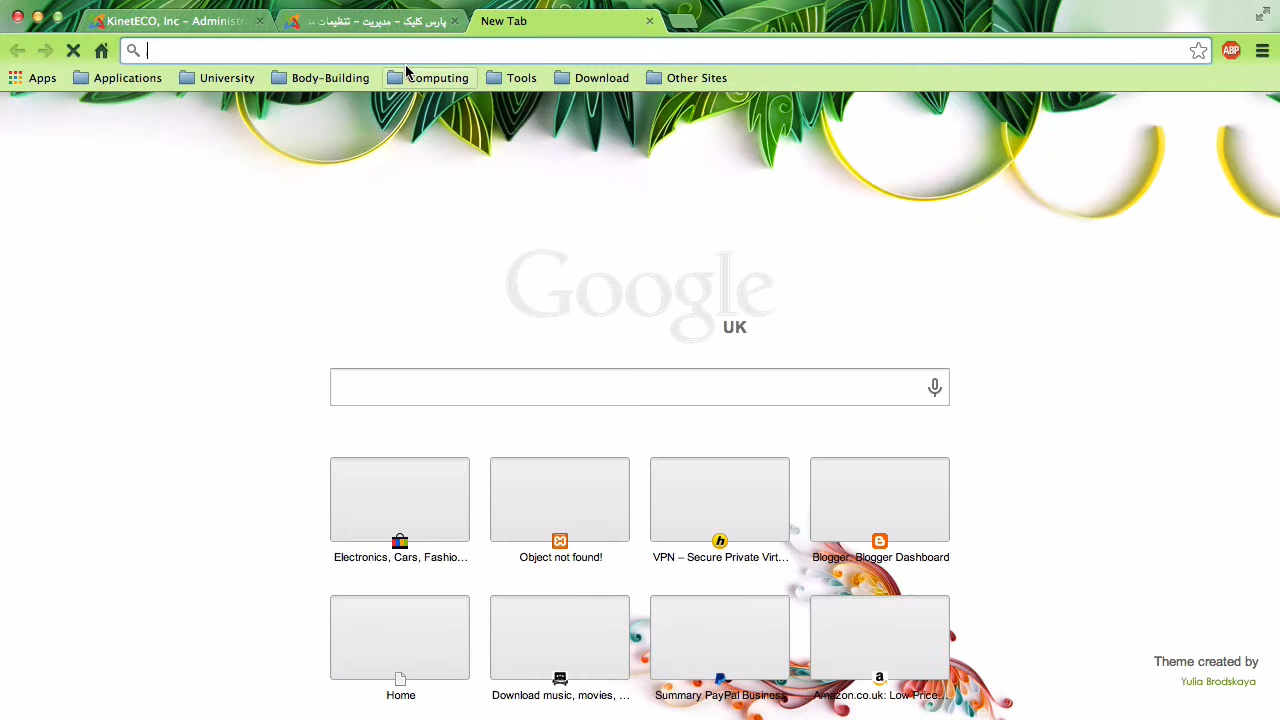 KinetECO, Inc – Administra
پارس کلیک – مدیریت – تنظیمات مد
New Tab
ABP
Apps
Applications
University
Body-Building
Computing
Tools
Download
Other Sites
Google
UK
Electronics, Cars, Fashio...
Object not found!
VPN – Secure Private Virt...
Blogger: Blogger Dashboard
Home
Download music, movies, ...
Summary PayPal Business
Amazon.co.uk: Low Price...
Theme created by
Yulia Brodskaya